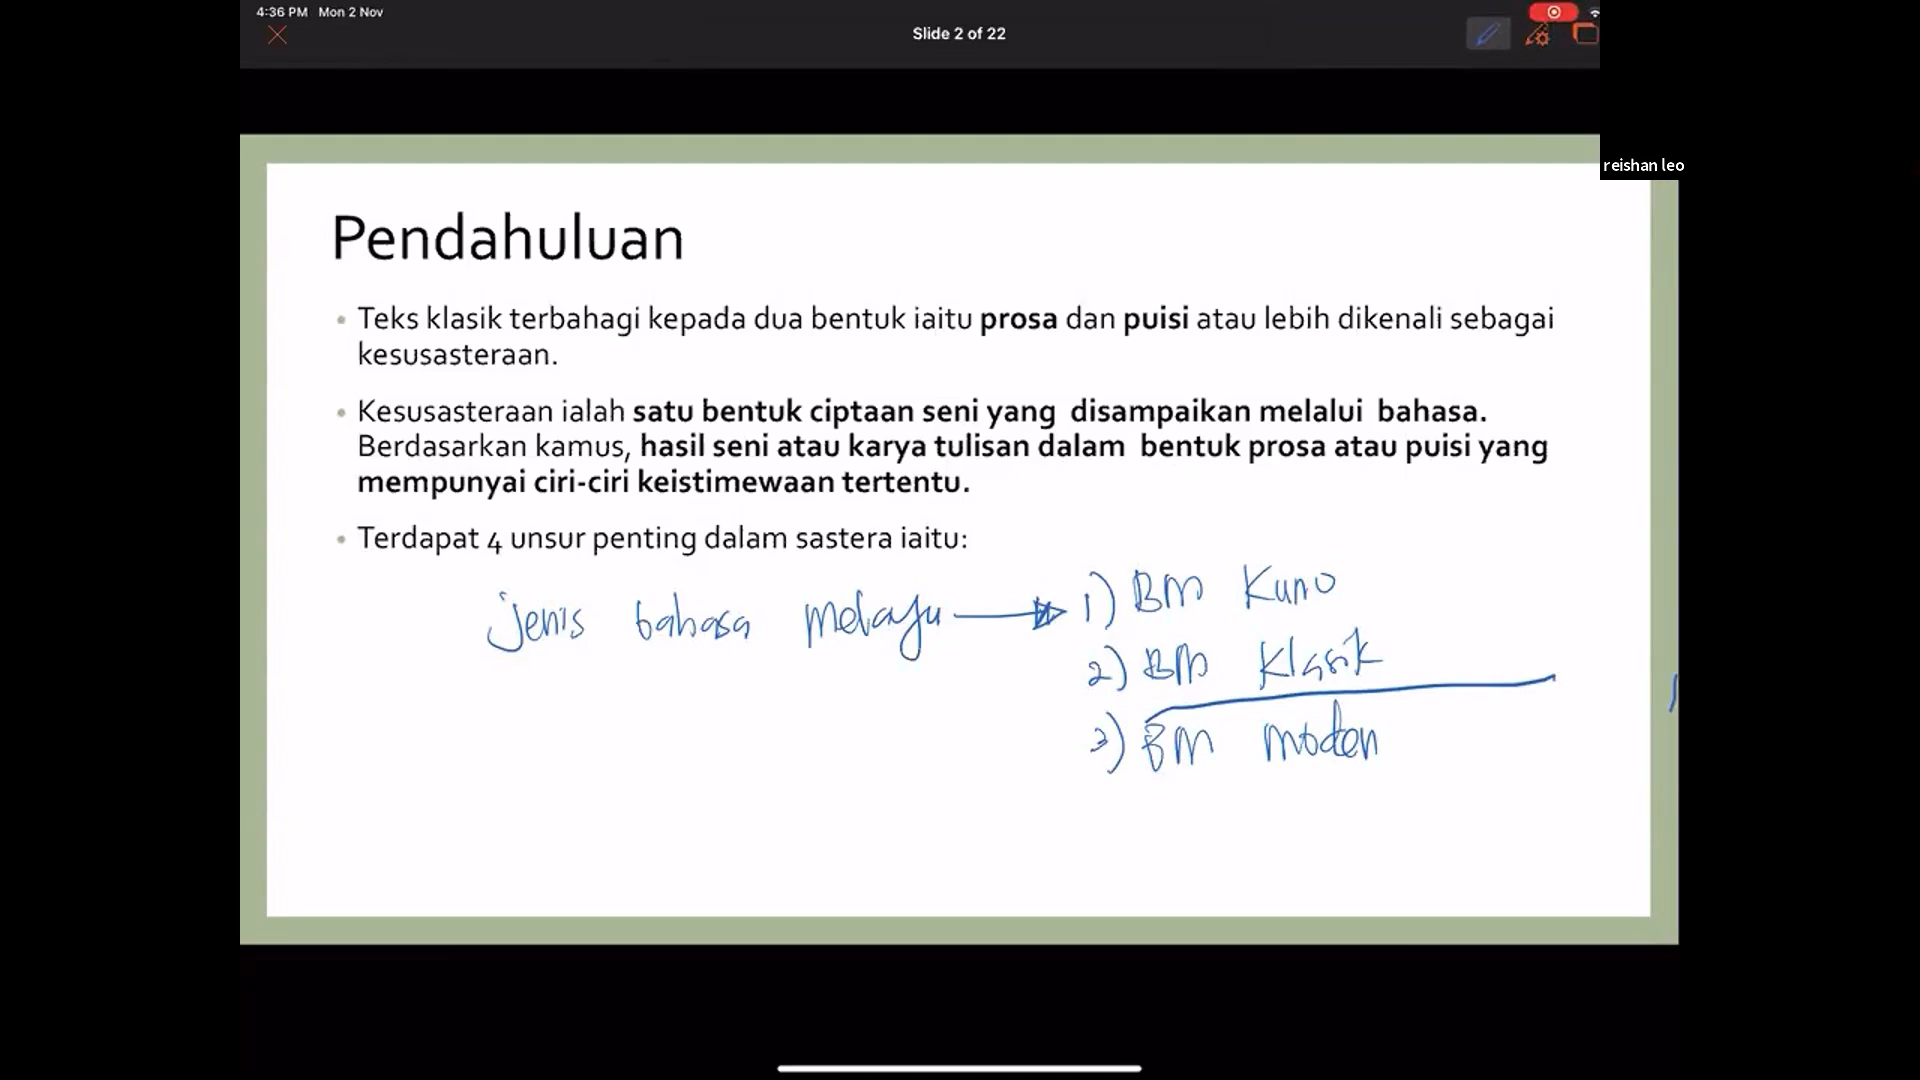 4:36 PM Mon 2 Nov
Slide 2 of 22
reishan leo
Pendahuluan
• Teks klasik terbahagi kepada dua bentuk iaitu prosa dan puisi atau lebih dikenali sebagai
kesusasteraan.
• Kesusasteraan ialah satu bentuk ciptaan seni yang disampaikan melalui bahasa.
Berdasarkan kamus, hasil seni atau karya tulisan dalam bentuk prosa atau puisi yang
mempunyai ciri-ciri keistimewaan tertentu.
• Terdapat 4 unsur penting dalam sastera iaitu:
jenis bahasa melayu → 1) BM Kuno
2) BM Klasik
3) BM moden